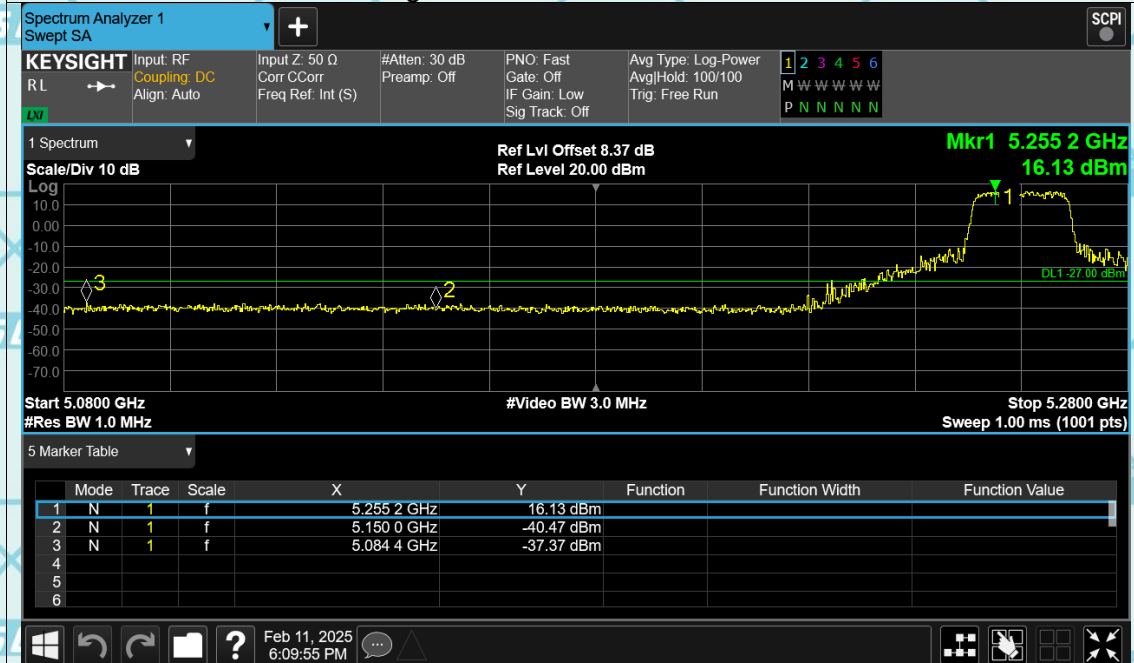 Spectrum Analyzer 1
Swept SA
+
SCPI
KEYSIGHT Input: RF Input Z: 50 Ω #Atten: 30 dB PNO: Fast Avg Type: Log-Power 1 2 3 4 5 6
R L Coupling: DC Corr CCorr Preamp: Off Gate: Off Avg|Hold: 100/100 M W W W W W
Align: Auto Freq Ref: Int (S) IF Gain: Low Trig: Free Run P N N N N N
LXI Sig Track: Off
1 Spectrum Ref Lvl Offset 8.37 dB Mkr1 5.255 2 GHz
Scale/Div 10 dB Ref Level 20.00 dBm 16.13 dBm
Log
10.0 1
0.00
-10.0
-20.0 DL1 -27.00 dBm
-30.0 3 2
-40.0
-50.0
-60.0
-70.0
Start 5.0800 GHz #Video BW 3.0 MHz Stop 5.2800 GHz
#Res BW 1.0 MHz Sweep 1.00 ms (1001 pts)
5 Marker Table
Mode Trace Scale X Y Function Function Width Function Value
1 N 1 f 5.255 2 GHz 16.13 dBm
2 N 1 f 5.150 0 GHz -40.47 dBm
3 N 1 f 5.084 4 GHz -37.37 dBm
4
5
6
? Feb 11, 2025
6:09:55 PM